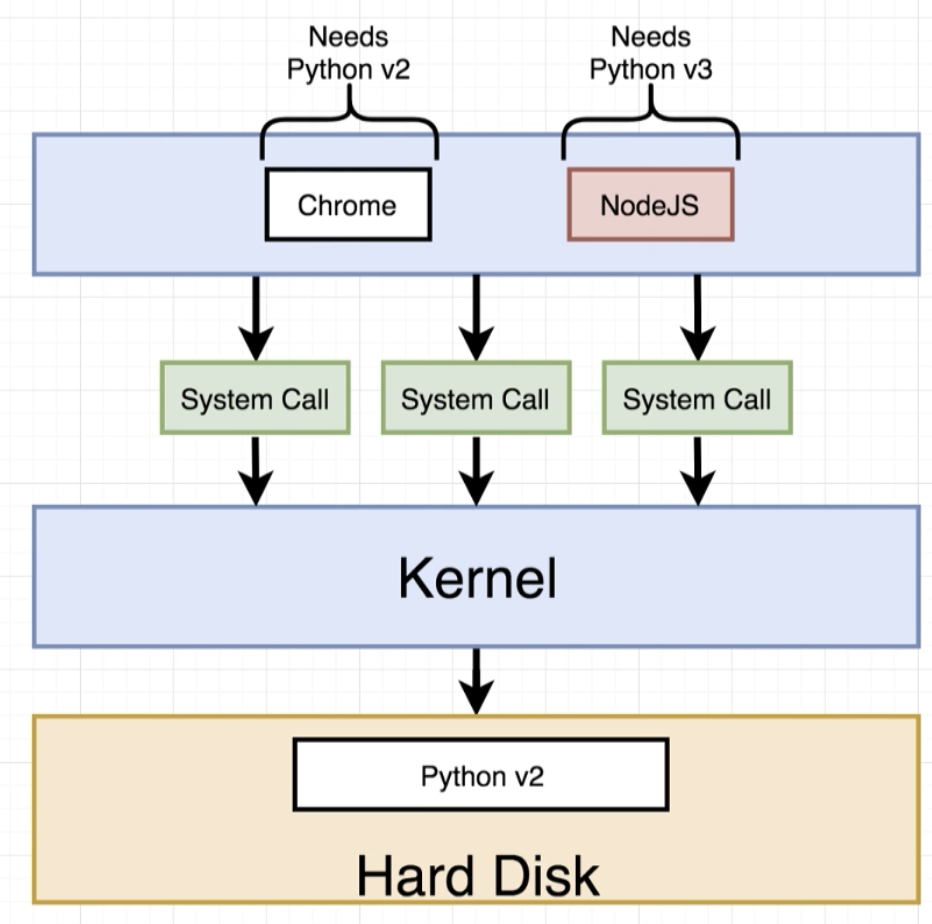 Needs
Python v2
Needs
Python v3
Chrome
NodeJS
System Call
System Call
System Call
Kernel
Python v2
Hard Disk